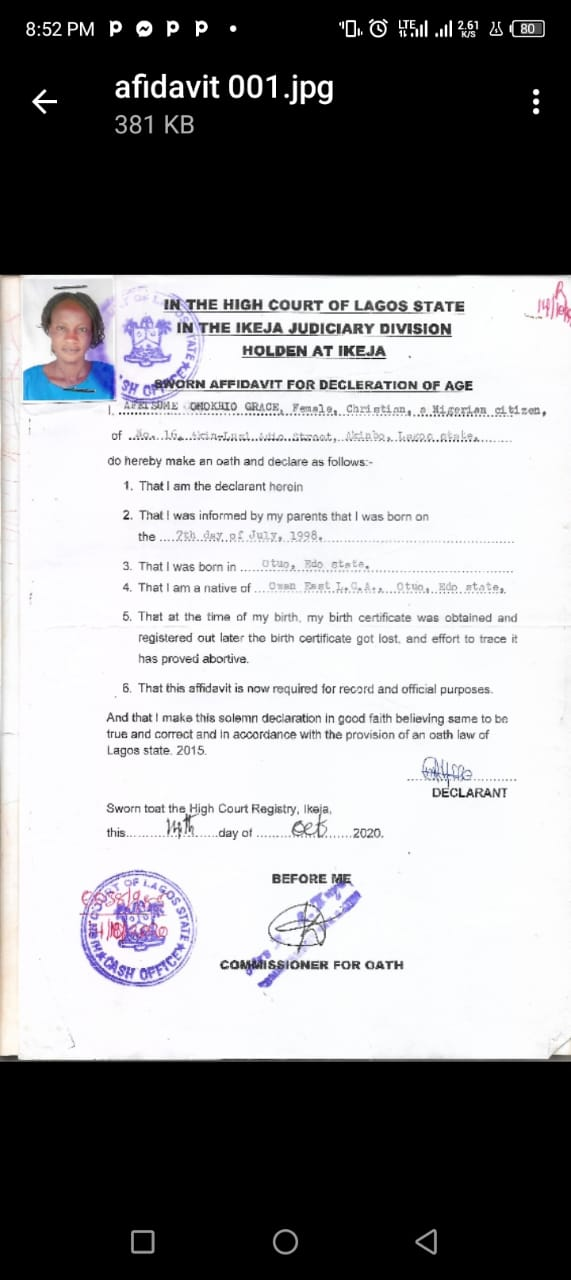 8:52 PM
LTE 2.61 K/S 80
afidavit 001.jpg
381 KB
IN THE HIGH COURT OF LAGOS STATE
IN THE IKEJA JUDICIARY DIVISION
HOLDEN AT IKEJA
SWORN AFFIDAVIT FOR DECLERATION OF AGE
I, AFEISUME OMOKHIO GRACE, Female, Christian, a Nigerian citizen,
of No. 16, street, Lagos state.
do hereby make an oath and declare as follows:-
1. That I am the declarant herein
2. That I was informed by my parents that I was born on
the 7th day of July, 1998.
3. That I was born in Otuo, Edo state.
4. That I am a native of Owan East L.G.A., Otuo, Edo state.
5. That at the time of my birth, my birth certificate was obtained and
registered out later the birth certificate got lost, and effort to trace it
has proved abortive.
6. That this affidavit is now required for record and official purposes.
And that I make this solemn declaration in good faith believing same to be
true and correct and in accordance with the provision of an oath law of
Lagos state. 2015.
DECLARANT
Sworn toat the High Court Registry, Ikeja,
this 14th day of Oct 2020.
BEFORE ME
COURT OF LAGOS STATE
CASH OFFICE
COMMISSIONER FOR OATH